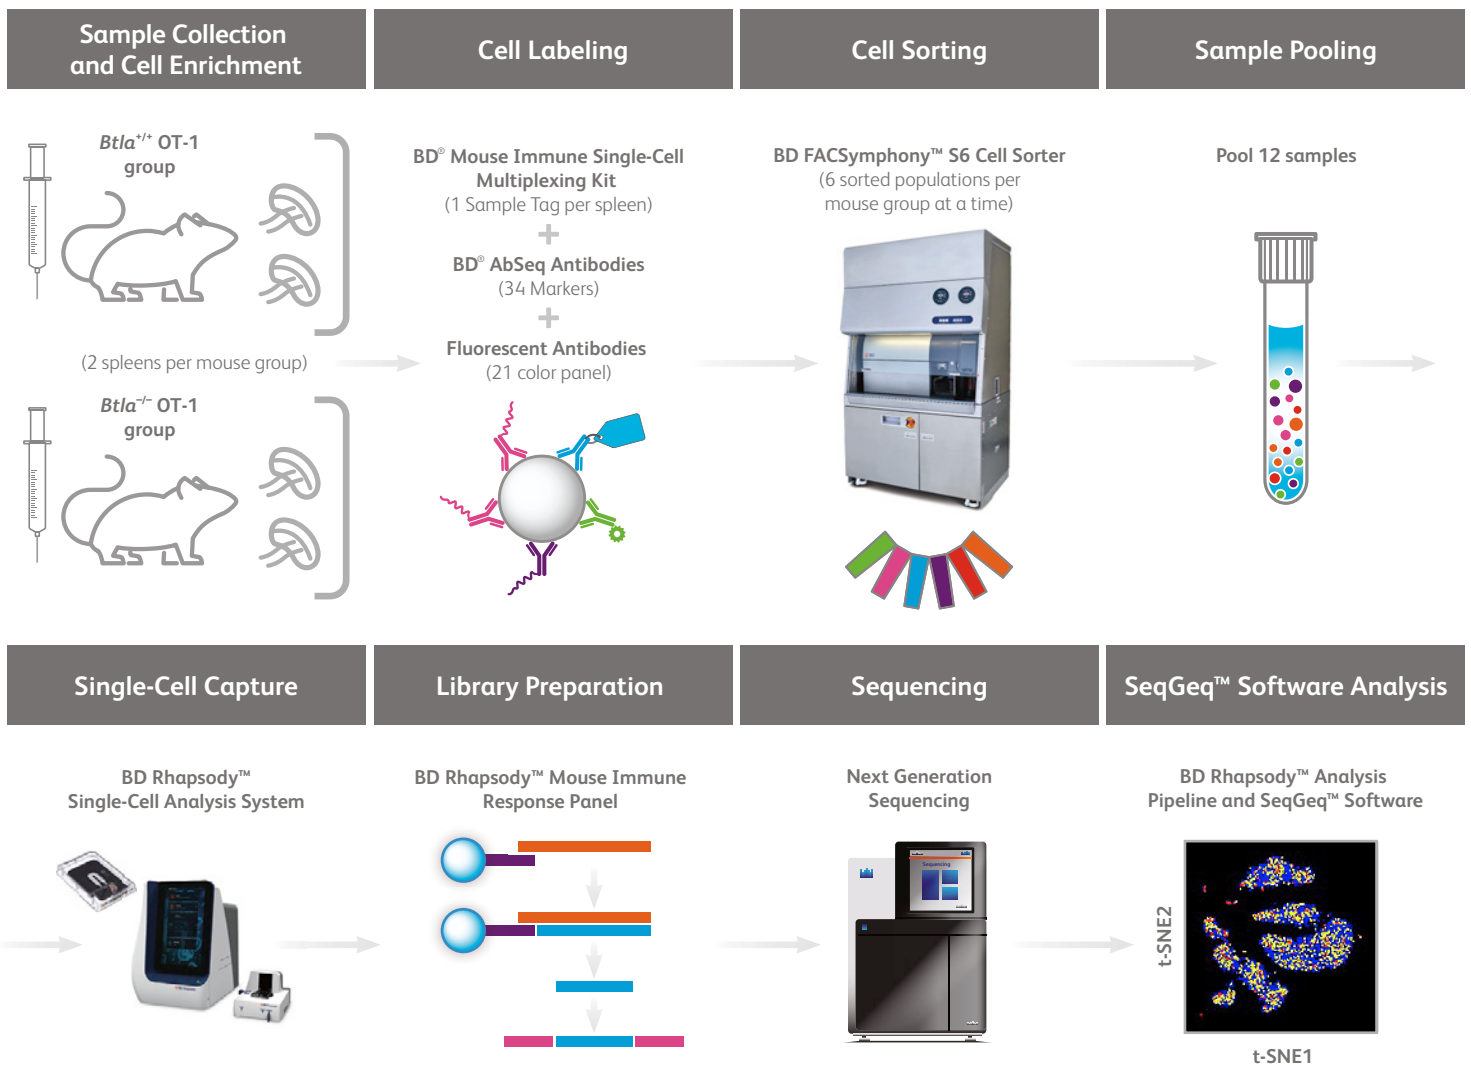 Sample Collection
and Cell Enrichment
Cell Labeling
Cell Sorting
Sample Pooling
Btla+/+ OT-1
group
(2 spleens per mouse group)
Btla–/– OT-1
group
BD® Mouse Immune Single-Cell
Multiplexing Kit
(1 Sample Tag per spleen)
+
BD® AbSeq Antibodies
(34 Markers)
+
Fluorescent Antibodies
(21 color panel)
BD FACSymphony™ S6 Cell Sorter
(6 sorted populations per
mouse group at a time)
Pool 12 samples
Single-Cell Capture
Library Preparation
Sequencing
SeqGeq™ Software Analysis
BD Rhapsody™
Single-Cell Analysis System
BD Rhapsody™ Mouse Immune
Response Panel
Next Generation
Sequencing
Sequencing
BD Rhapsody™ Analysis
Pipeline and SeqGeq™ Software
t-SNE2
t-SNE1